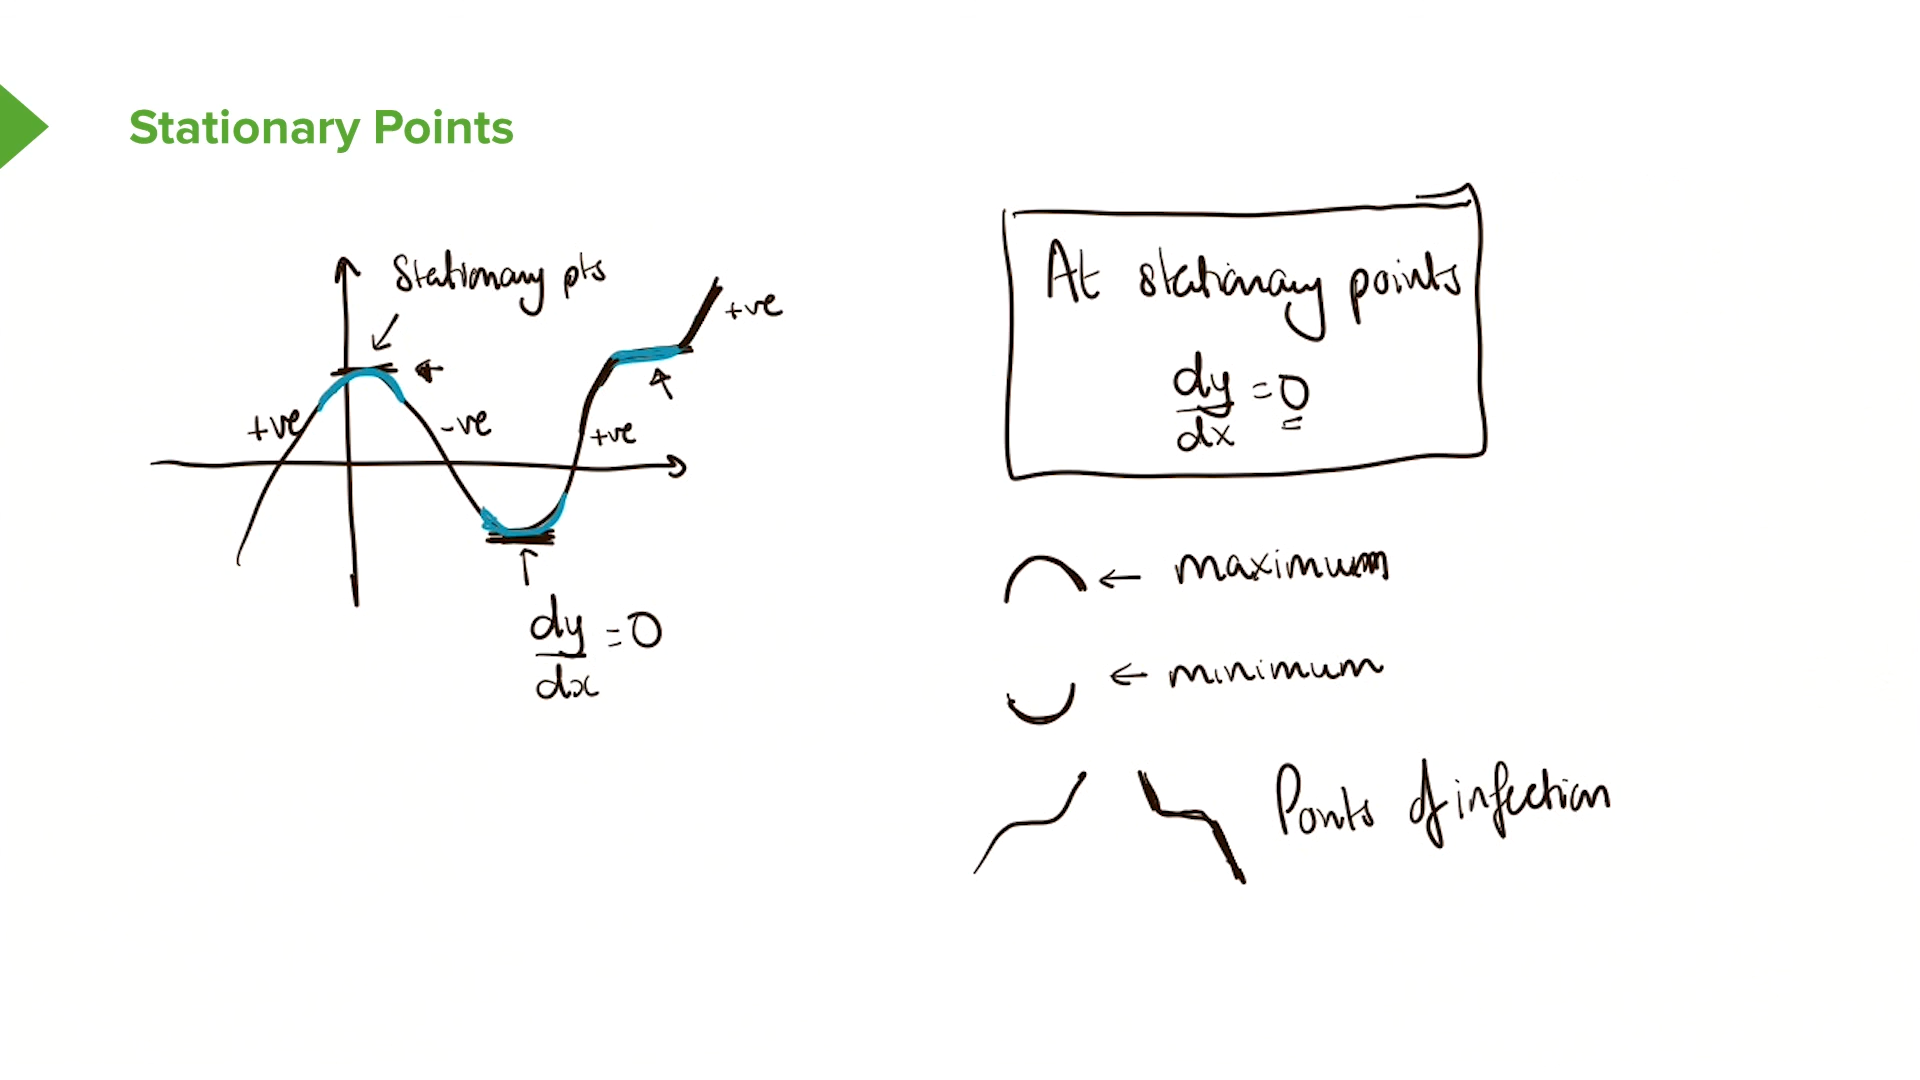 Stationary Points
Stationary pts
+ve
+ve
-ve
+ve
dy/dx = 0
At stationary points
dy/dx = 0
← maximum
← minimum
Points of infection